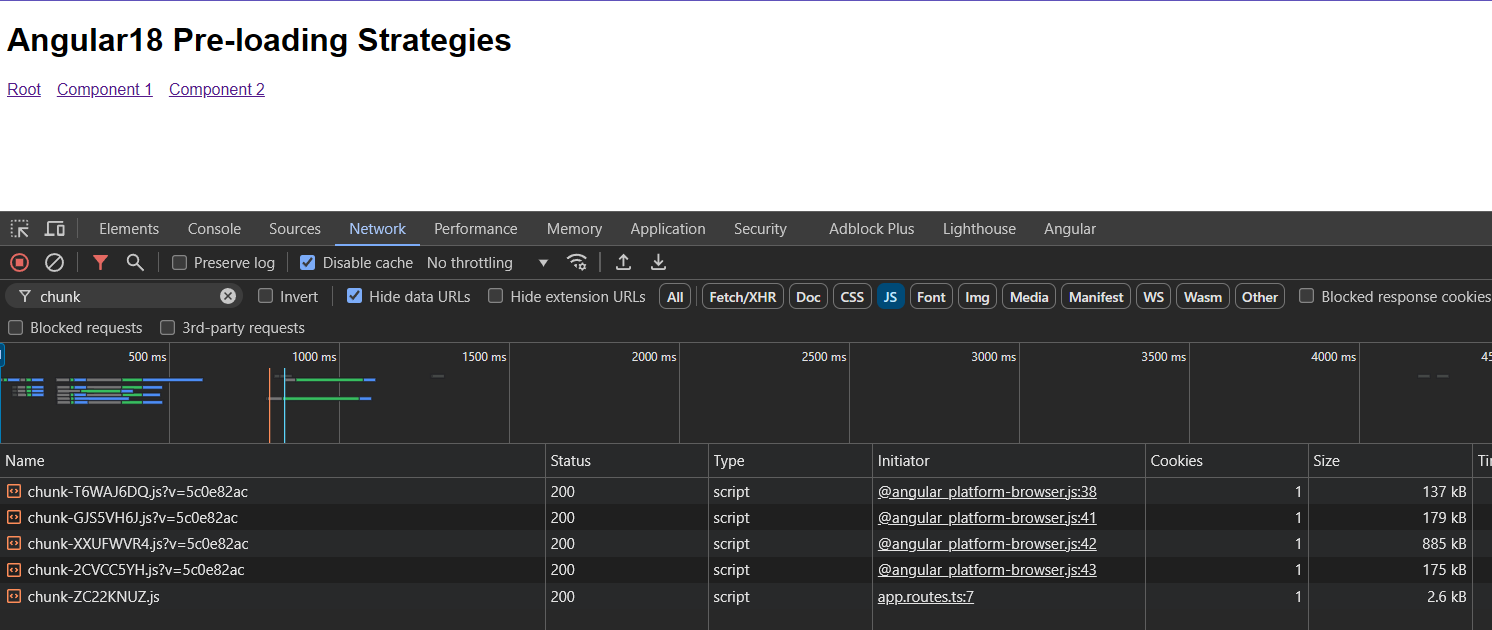 Angular18 Pre-loading Strategies
Root Component 1 Component 2
Elements Console Sources Network Performance Memory Application Security Adblock Plus Lighthouse Angular
Preserve log Disable cache No throttling
chunk Invert Hide data URLs Hide extension URLs All Fetch/XHR Doc CSS JS Font Img Media Manifest WS Wasm Other Blocked response cookies
Blocked requests 3rd-party requests
500 ms 1000 ms 1500 ms 2000 ms 2500 ms 3000 ms 3500 ms 4000 ms 45
Name Status Type Initiator Cookies Size Tir
chunk-T6WAJ6DQ.js?v=5c0e82ac 200 script @angular_platform-browser.js:38 1 137 kB
chunk-GJS5VH6J.js?v=5c0e82ac 200 script @angular_platform-browser.js:41 1 179 kB
chunk-XXUFWVR4.js?v=5c0e82ac 200 script @angular_platform-browser.js:42 1 885 kB
chunk-2CVCC5YH.js?v=5c0e82ac 200 script @angular_platform-browser.js:43 1 175 kB
chunk-ZC22KNUZ.js 200 script app.routes.ts:7 1 2.6 kB